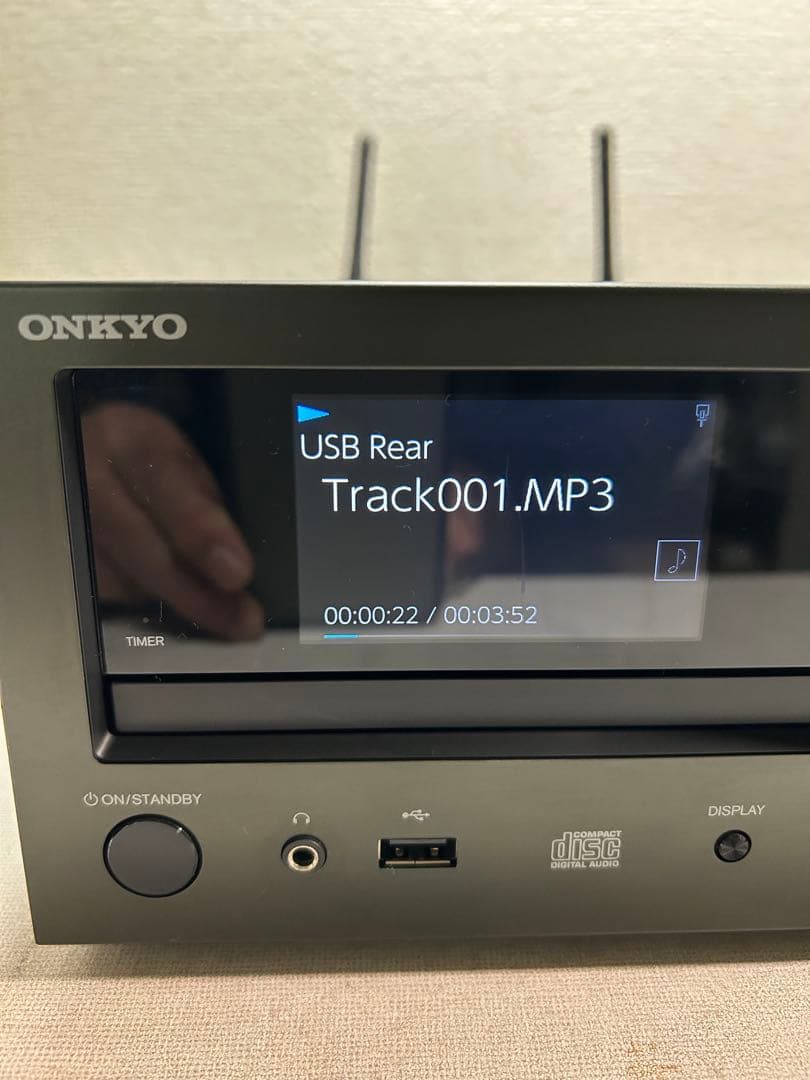 ONKYO
USB Rear
Track001.MP3
00:00:22 / 00:03:52
TIMER
ON/STANDBY
DISPLAY
COMPACT
disc
DIGITAL AUDIO